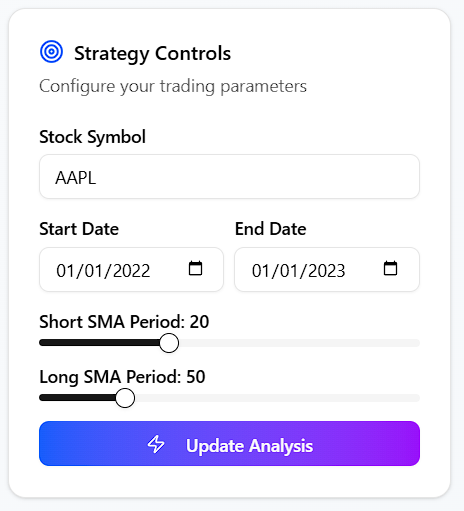 Strategy Controls
Configure your trading parameters
Stock Symbol
AAPL
Start Date End Date
01/01/2022 01/01/2023
Short SMA Period: 20
Long SMA Period: 50
Update Analysis